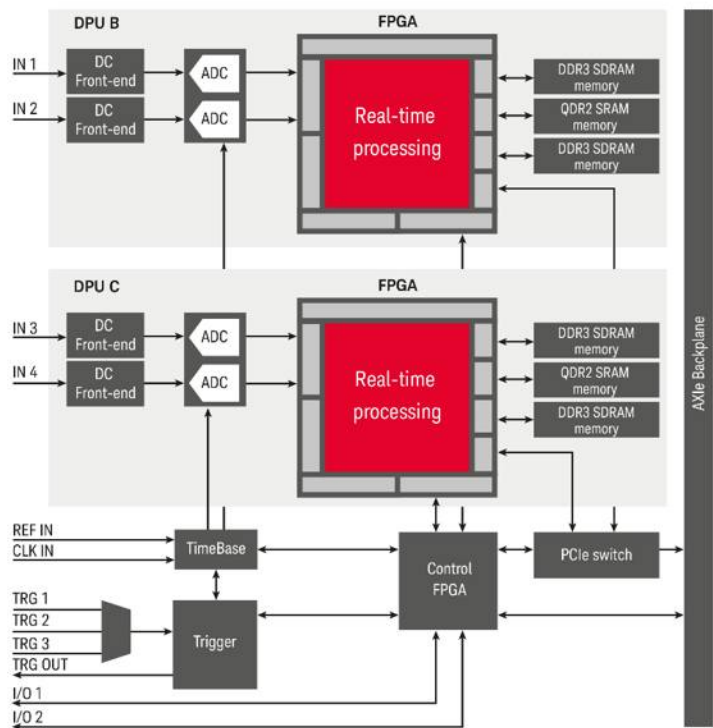 DPU B
FPGA
IN 1
DC
Front-end
ADC
IN 2
DC
Front-end
ADC
Real-time
processing
DDR3 SDRAM
memory
QDR2 SRAM
memory
DDR3 SDRAM
memory
DPU C
FPGA
IN 3
DC
Front-end
ADC
IN 4
DC
Front-end
ADC
Real-time
processing
DDR3 SDRAM
memory
QDR2 SRAM
memory
DDR3 SDRAM
memory
AXIe Backplane
REF IN
CLK IN
TimeBase
Control
FPGA
PCIe switch
TRG 1
TRG 2
TRG 3
TRG OUT
Trigger
I/O 1
I/O 2